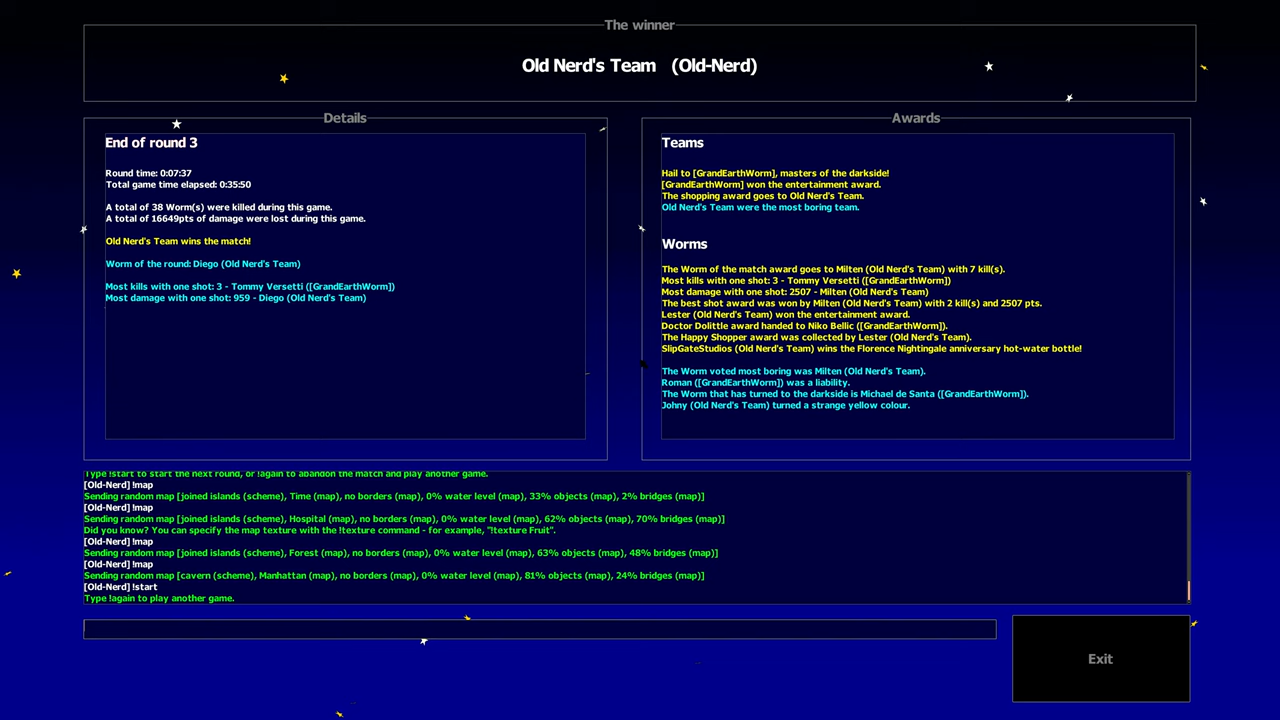 The winner
Old Nerd's Team (Old-Nerd)
Details
End of round 3
Round time: 0:07:37
Total game time elapsed: 0:35:50
A total of 38 Worm(s) were killed during this game.
A total of 16649pts of damage were lost during this game.
Old Nerd's Team wins the match!
Worm of the round: Diego (Old Nerd's Team)
Most kills with one shot: 3 - Tommy Versetti ([GrandEarthWorm])
Most damage with one shot: 959 - Diego (Old Nerd's Team)
Awards
Teams
Hail to [GrandEarthWorm], masters of the darkside!
[GrandEarthWorm] won the entertainment award.
The shopping award goes to Old Nerd's Team.
Old Nerd's Team were the most boring team.
Worms
The Worm of the match award goes to Milten (Old Nerd's Team) with 7 kill(s).
Most kills with one shot: 3 - Tommy Versetti ([GrandEarthWorm])
Most damage with one shot: 2507 - Milten (Old Nerd's Team)
The best shot award was won by Milten (Old Nerd's Team) with 2 kill(s) and 2507 pts.
Lester (Old Nerd's Team) won the entertainment award.
Doctor Dolittle award handed to Niko Bellic ([GrandEarthWorm]).
The Happy Shopper award was collected by Lester (Old Nerd's Team).
SlipGateStudios (Old Nerd's Team) wins the Florence Nightingale anniversary hot-water bottle!
The Worm voted most boring was Milten (Old Nerd's Team).
Roman ([GrandEarthWorm]) was a liability.
The Worm that has turned to the darkside is Michael de Santa ([GrandEarthWorm]).
Johny (Old Nerd's Team) turned a strange yellow colour.
Type !start to start the next round, or !again to abandon the match and play another game.
[Old-Nerd] !map
Sending random map [joined islands (scheme), Time (map), no borders (map), 0% water level (map), 33% objects (map), 2% bridges (map)]
[Old-Nerd] !map
Sending random map [joined islands (scheme), Hospital (map), no borders (map), 0% water level (map), 62% objects (map), 70% bridges (map)]
Did you know? You can specify the map texture with the !texture command - for example, "!texture Fruit".
[Old-Nerd] !map
Sending random map [joined islands (scheme), Forest (map), no borders (map), 0% water level (map), 63% objects (map), 48% bridges (map)]
[Old-Nerd] !map
Sending random map [cavern (scheme), Manhattan (map), no borders (map), 0% water level (map), 81% objects (map), 24% bridges (map)]
[Old-Nerd] !start
Type !again to play another game.
Exit